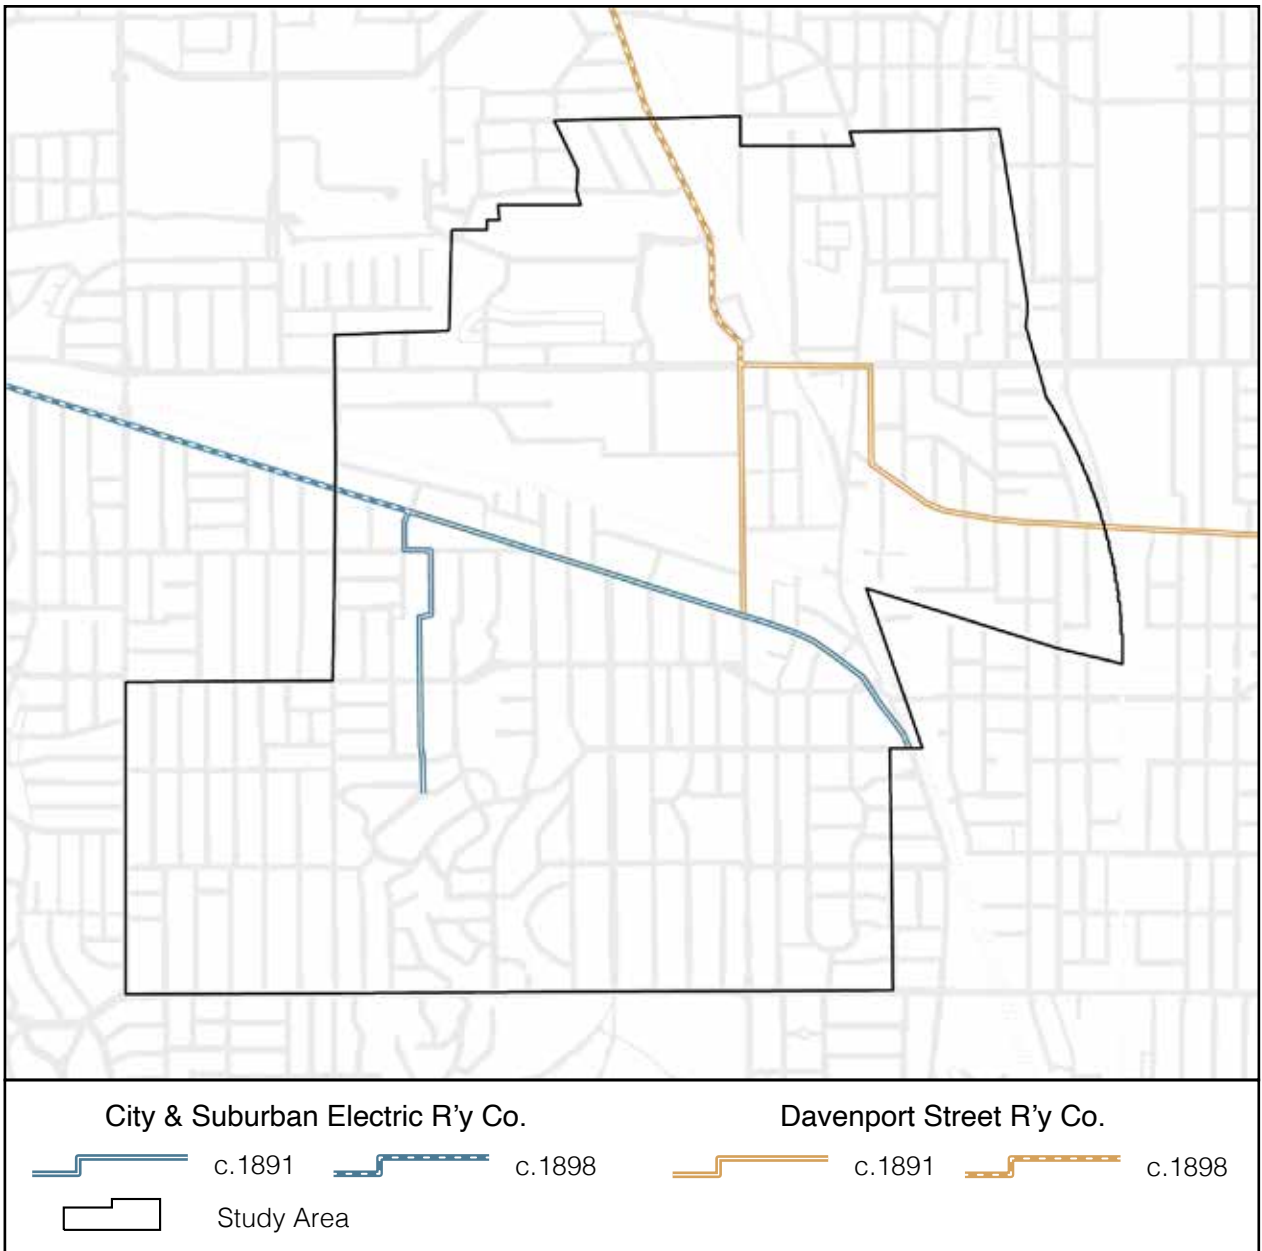 City & Suburban Electric R'y Co.
c.1891
c.1898
Davenport Street R'y Co.
c.1891
c.1898
Study Area